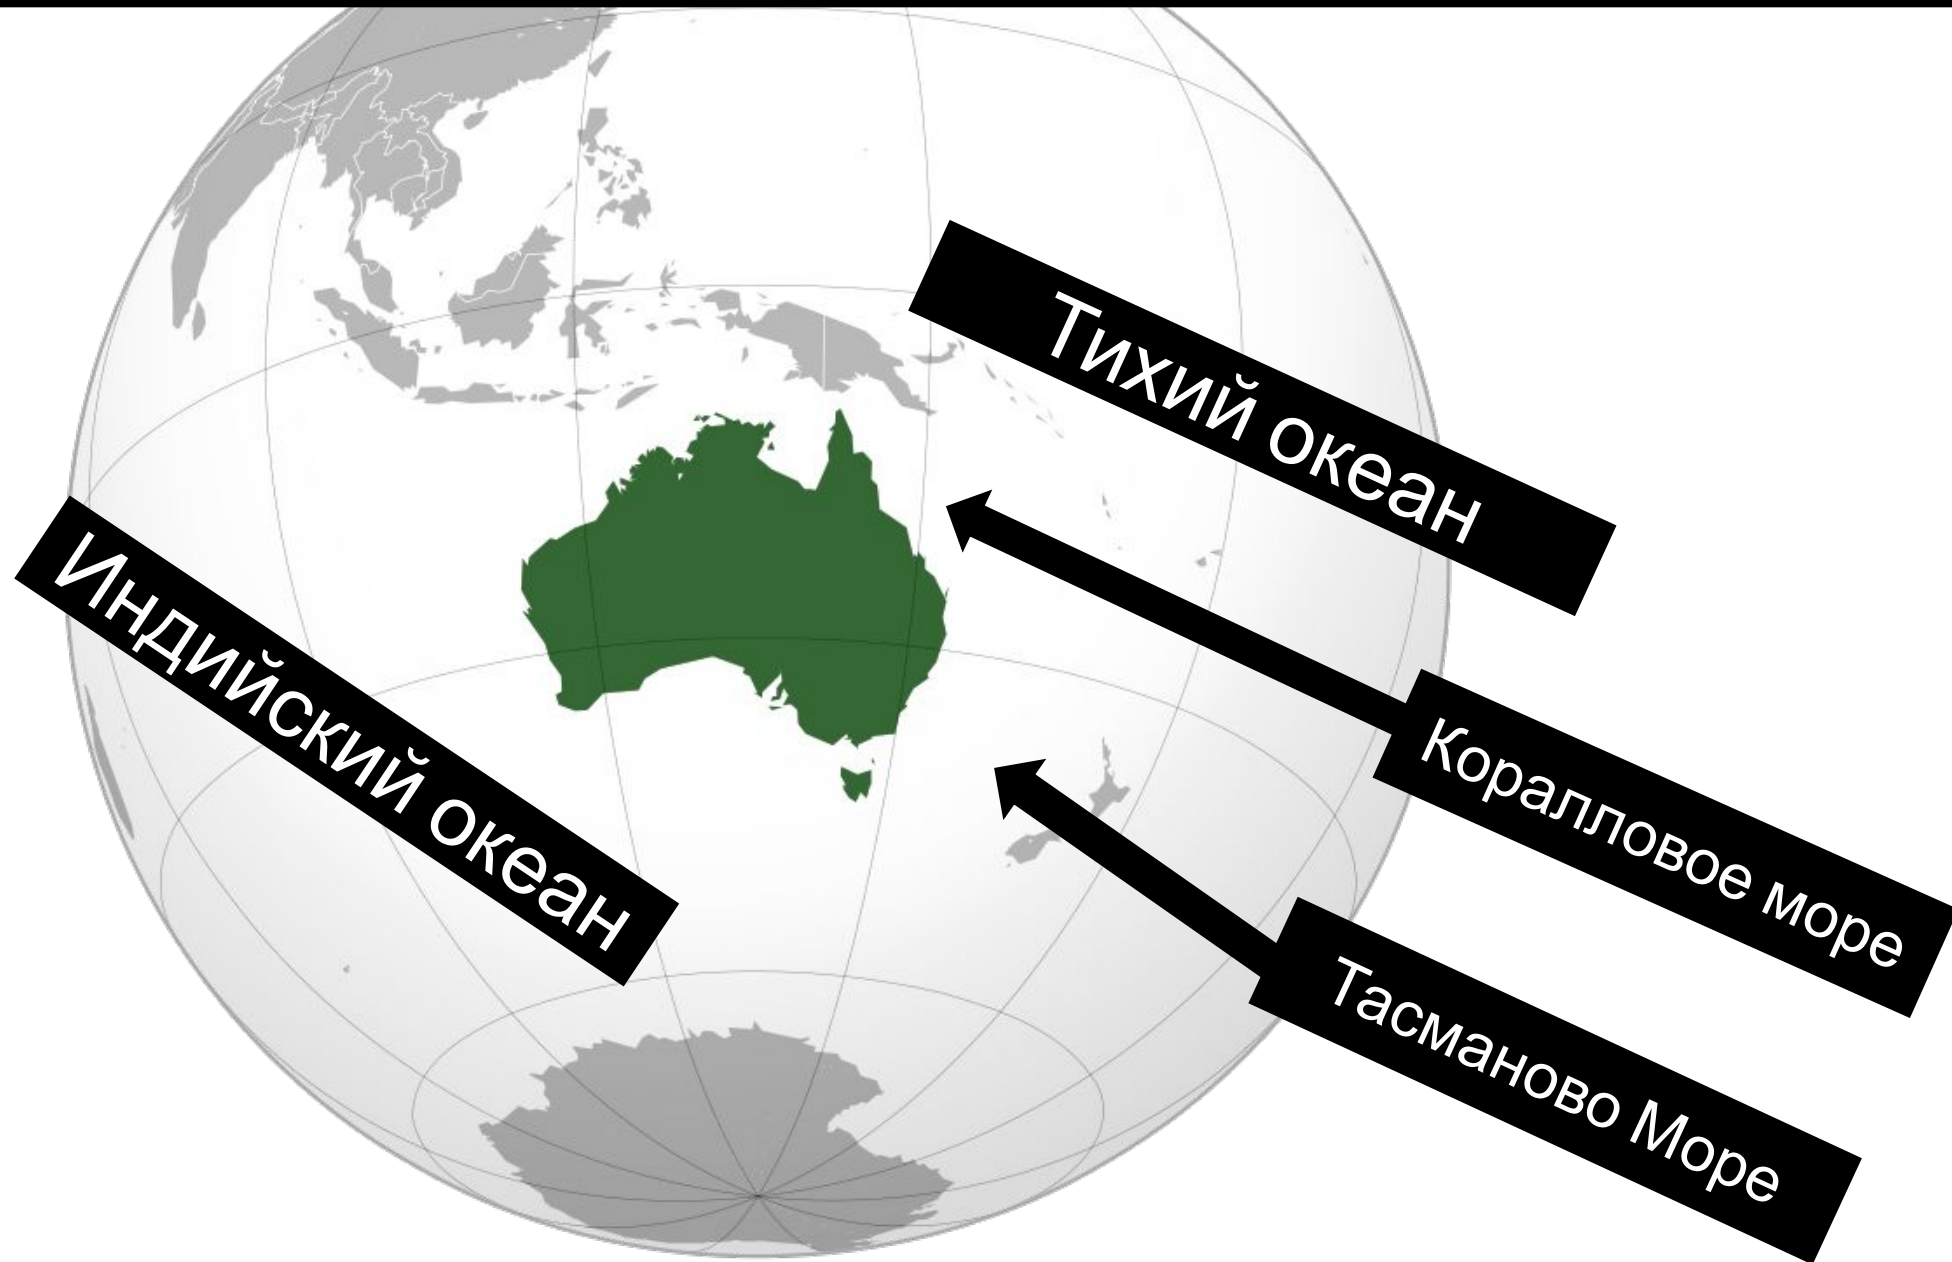 Тихий океан
Индийский океан
Коралловое море
Тасманово Море